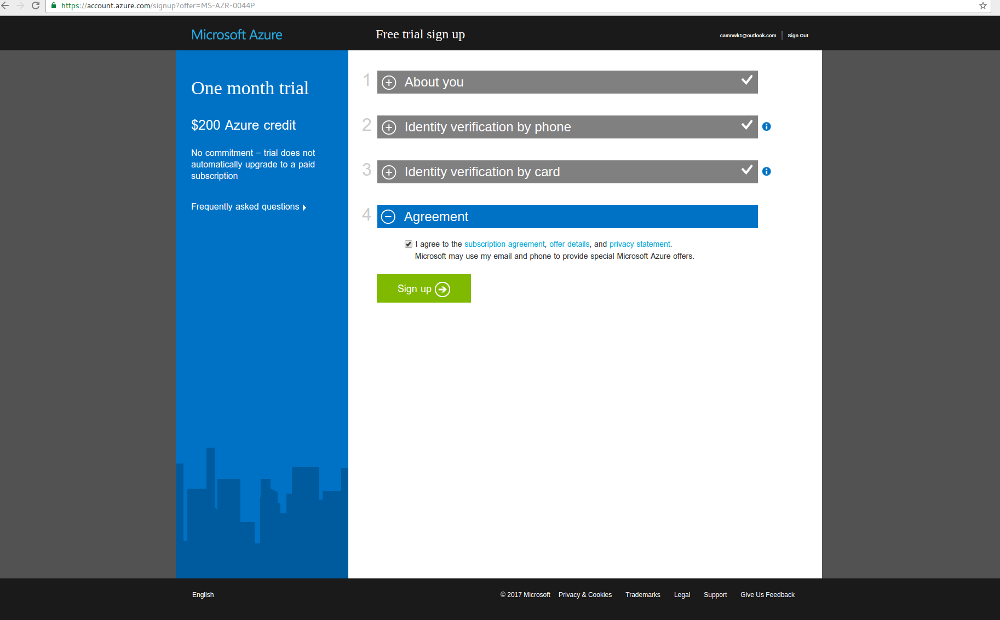 https://account.azure.com/signup?offer=MS-AZR-0044P
Microsoft Azure
Free trial sign up
camnwk1@outlook.com
Sign Out
One month trial
$200 Azure credit
No commitment – trial does not
automatically upgrade to a paid
subscription
Frequently asked questions
1
About you
2
Identity verification by phone
3
Identity verification by card
4
Agreement
I agree to the subscription agreement, offer details, and privacy statement.
Microsoft may use my email and phone to provide special Microsoft Azure offers.
Sign up
English
© 2017 Microsoft
Privacy & Cookies
Trademarks
Legal
Support
Give Us Feedback